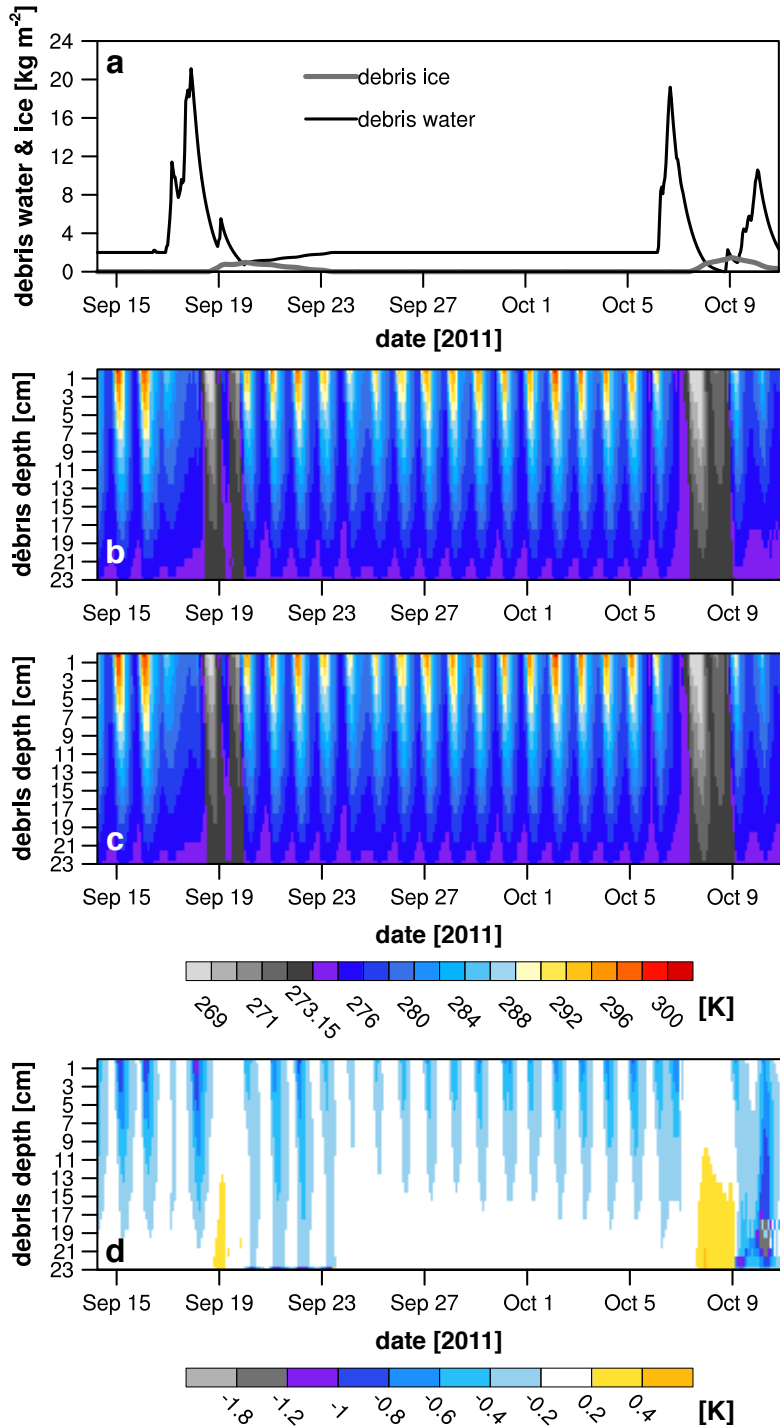 24
20
16
12
8
4
0
debris water & ice [kg m-2]
a
debris ice
debris water
Sep 15 Sep 19 Sep 23 Sep 27 Oct 1 Oct 5 Oct 9
date [2011]
1
3
5
7
9
11
13
15
17
19
21
23
debris depth [cm]
b
Sep 15 Sep 19 Sep 23 Sep 27 Oct 1 Oct 5 Oct 9
1
3
5
7
9
11
13
15
17
19
21
23
debris depth [cm]
c
Sep 15 Sep 19 Sep 23 Sep 27 Oct 1 Oct 5 Oct 9
date [2011]
269 271 273.15 276 280 284 288 292 296 300 [K]
1
3
5
7
9
11
13
15
17
19
21
23
debris depth [cm]
d
Sep 15 Sep 19 Sep 23 Sep 27 Oct 1 Oct 5 Oct 9
date [2011]
-1.8 -1.2 -1 -0.8 -0.6 -0.4 -0.2 0.2 0.4 [K]